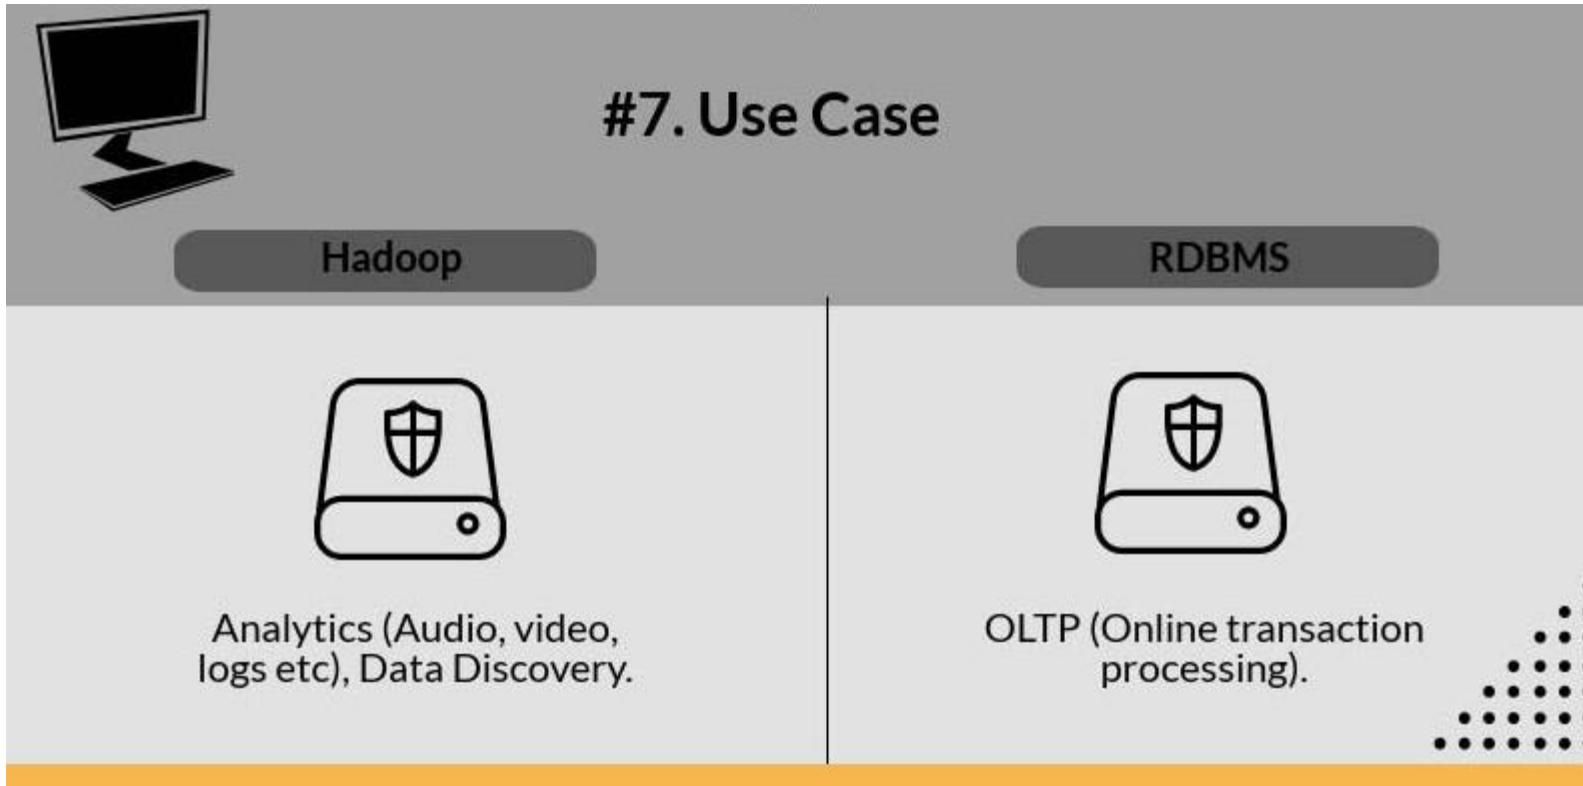 #7. Use Case
Hadoop
RDBMS
Analytics (Audio, video,
logs etc), Data Discovery.
OLTP (Online transaction
processing).